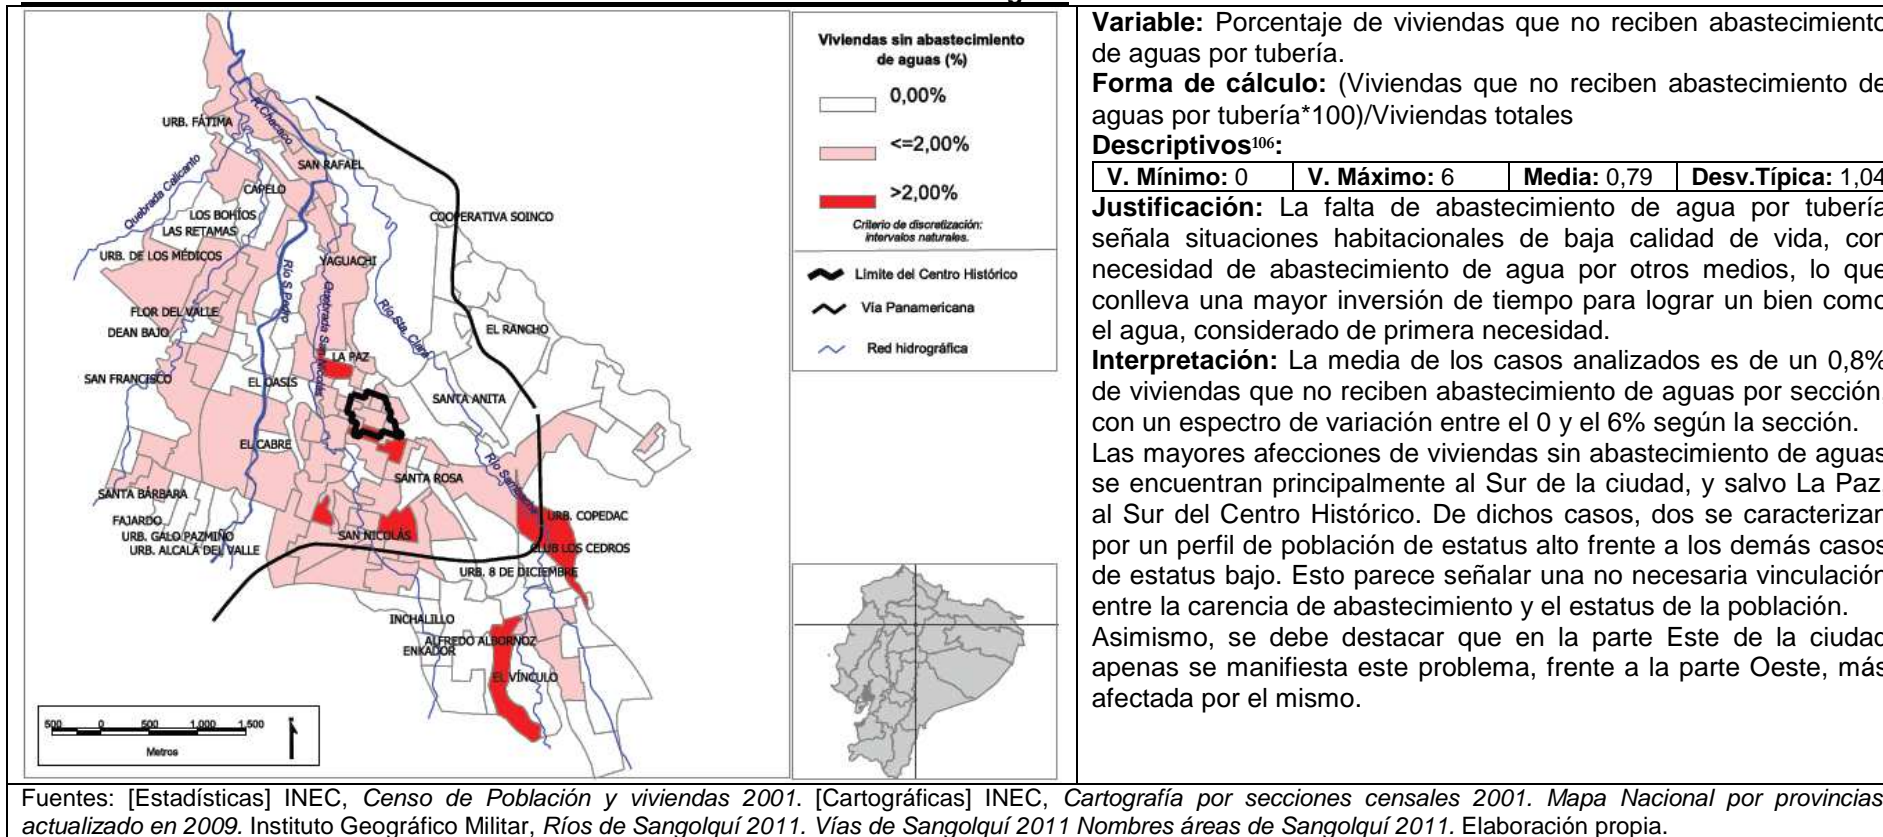 URB. FÁTIMA
R.Chacaco
SAN RAFAEL
Quebrada Calicanto
CAPELO
LOS BOHÍOS
LAS RETAMAS
COOPERATIVA SOINCO
URB. DE LOS MÉDICOS
YAGUACHI
Río S.Pedro
Quebrada San Nicolás
Río Sta. Clara
FLOR DEL VALLE
DEAN BAJO
EL RANCHO
LA PAZ
SAN FRANCISCO
EL OASIS
SANTA ANITA
EL CABRE
SANTA ROSA
SANTA BÁRBARA
FAJARDO
URB. GALO PAZMIÑO
URB. ALCALÁ DEL VALLE
SAN NICOLÁS
URB. COPEDAC
CLUB LOS CEDROS
URB. 8 DE DICIEMBRE
INCHALILLO
ALFREDO ALBORNOZ
ENKADOR
EL VÍNCULO
500 0 500 1.000 1.500
Metros
Viviendas sin abastecimiento
de aguas (%)
0,00%
<=2,00%
>2,00%
Criterio de discretización:
intervalos naturales.
Límite del Centro Histórico
Vía Panamericana
Red hidrográfica
Variable: Porcentaje de viviendas que no reciben abastecimiento
de aguas por tubería.
Forma de cálculo: (Viviendas que no reciben abastecimiento de
aguas por tubería*100)/Viviendas totales
Descriptivos106:
V. Mínimo: 0 V. Máximo: 6 Media: 0,79 Desv.Típica: 1,04
Justificación: La falta de abastecimiento de agua por tubería
señala situaciones habitacionales de baja calidad de vida, con
necesidad de abastecimiento de agua por otros medios, lo que
conlleva una mayor inversión de tiempo para lograr un bien como
el agua, considerado de primera necesidad.
Interpretación: La media de los casos analizados es de un 0,8%
de viviendas que no reciben abastecimiento de aguas por sección,
con un espectro de variación entre el 0 y el 6% según la sección.
Las mayores afecciones de viviendas sin abastecimiento de aguas
se encuentran principalmente al Sur de la ciudad, y salvo La Paz,
al Sur del Centro Histórico. De dichos casos, dos se caracterizan
por un perfil de población de estatus alto frente a los demás casos
de estatus bajo. Esto parece señalar una no necesaria vinculación
entre la carencia de abastecimiento y el estatus de la población.
Asimismo, se debe destacar que en la parte Este de la ciudad
apenas se manifiesta este problema, frente a la parte Oeste, más
afectada por el mismo.
Fuentes: [Estadísticas] INEC, Censo de Población y viviendas 2001. [Cartográficas] INEC, Cartografía por secciones censales 2001. Mapa Nacional por provincias
actualizado en 2009. Instituto Geográfico Militar, Ríos de Sangolquí 2011. Vías de Sangolquí 2011 Nombres áreas de Sangolquí 2011. Elaboración propia.